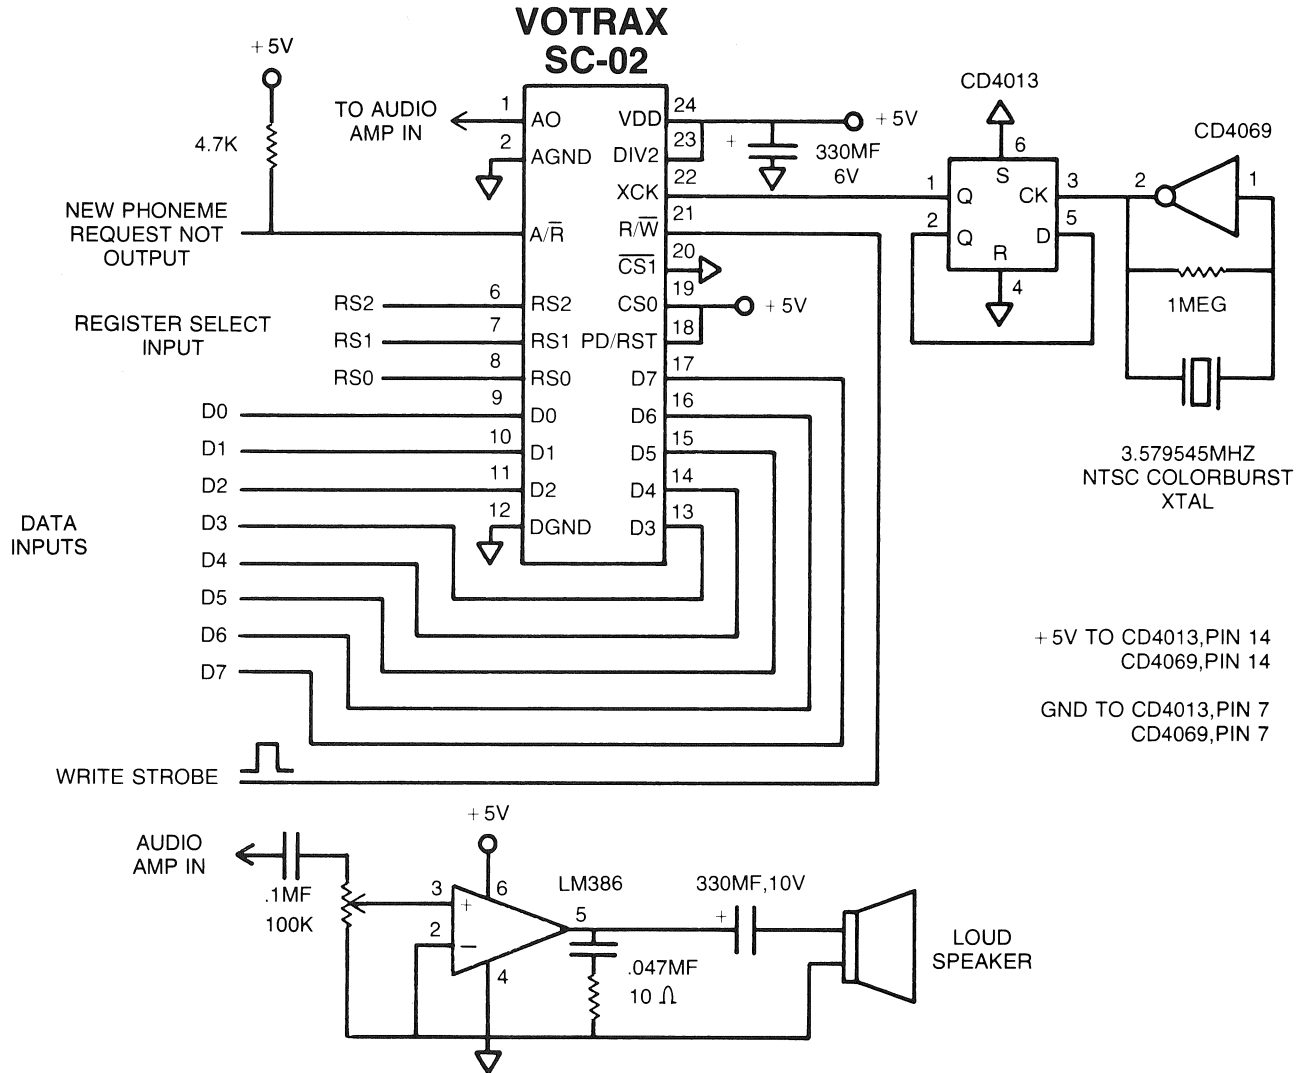 VOTRAX
SC-02
+5V
4.7K
TO AUDIO
AMP IN
NEW PHONEME
REQUEST NOT
OUTPUT
REGISTER SELECT
INPUT
RS2
RS1
RS0
DATA
INPUTS
D0
D1
D2
D3
D4
D5
D6
D7
WRITE STROBE
1
2
6
7
8
9
10
11
12
AO
AGND
A/R̅
RS2
RS1
RS0
D0
D1
D2
DGND
VDD
DIV2
XCK
R/W̅
C̅S̅1̅
CS0
PD/RST
D7
D6
D5
D4
D3
24
23
22
21
20
19
18
17
16
15
14
13
+5V
+
330MF
6V
+5V
CD4013
6
S
1
Q
CK
3
2
Q
D
5
R
4
CD4069
2
1
1MEG
3.579545MHZ
NTSC COLORBURST
XTAL
+5V TO CD4013,PIN 14
CD4069,PIN 14
GND TO CD4013,PIN 7
CD4069,PIN 7
AUDIO
AMP IN
.1MF
100K
+5V
3
+
6
2
−
4
LM386
5
.047MF
10 Ω
330MF,10V
+
LOUD
SPEAKER